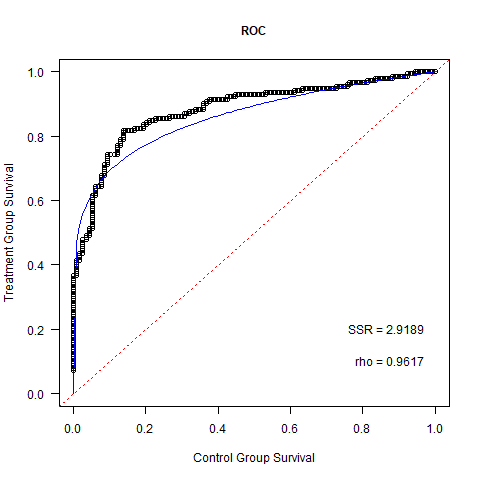 ROC
Treatment Group Survival
1.0
0.8
0.6
0.4
0.2
0.0
SSR = 2.9189
rho = 0.9617
0.0 0.2 0.4 0.6 0.8 1.0
Control Group Survival